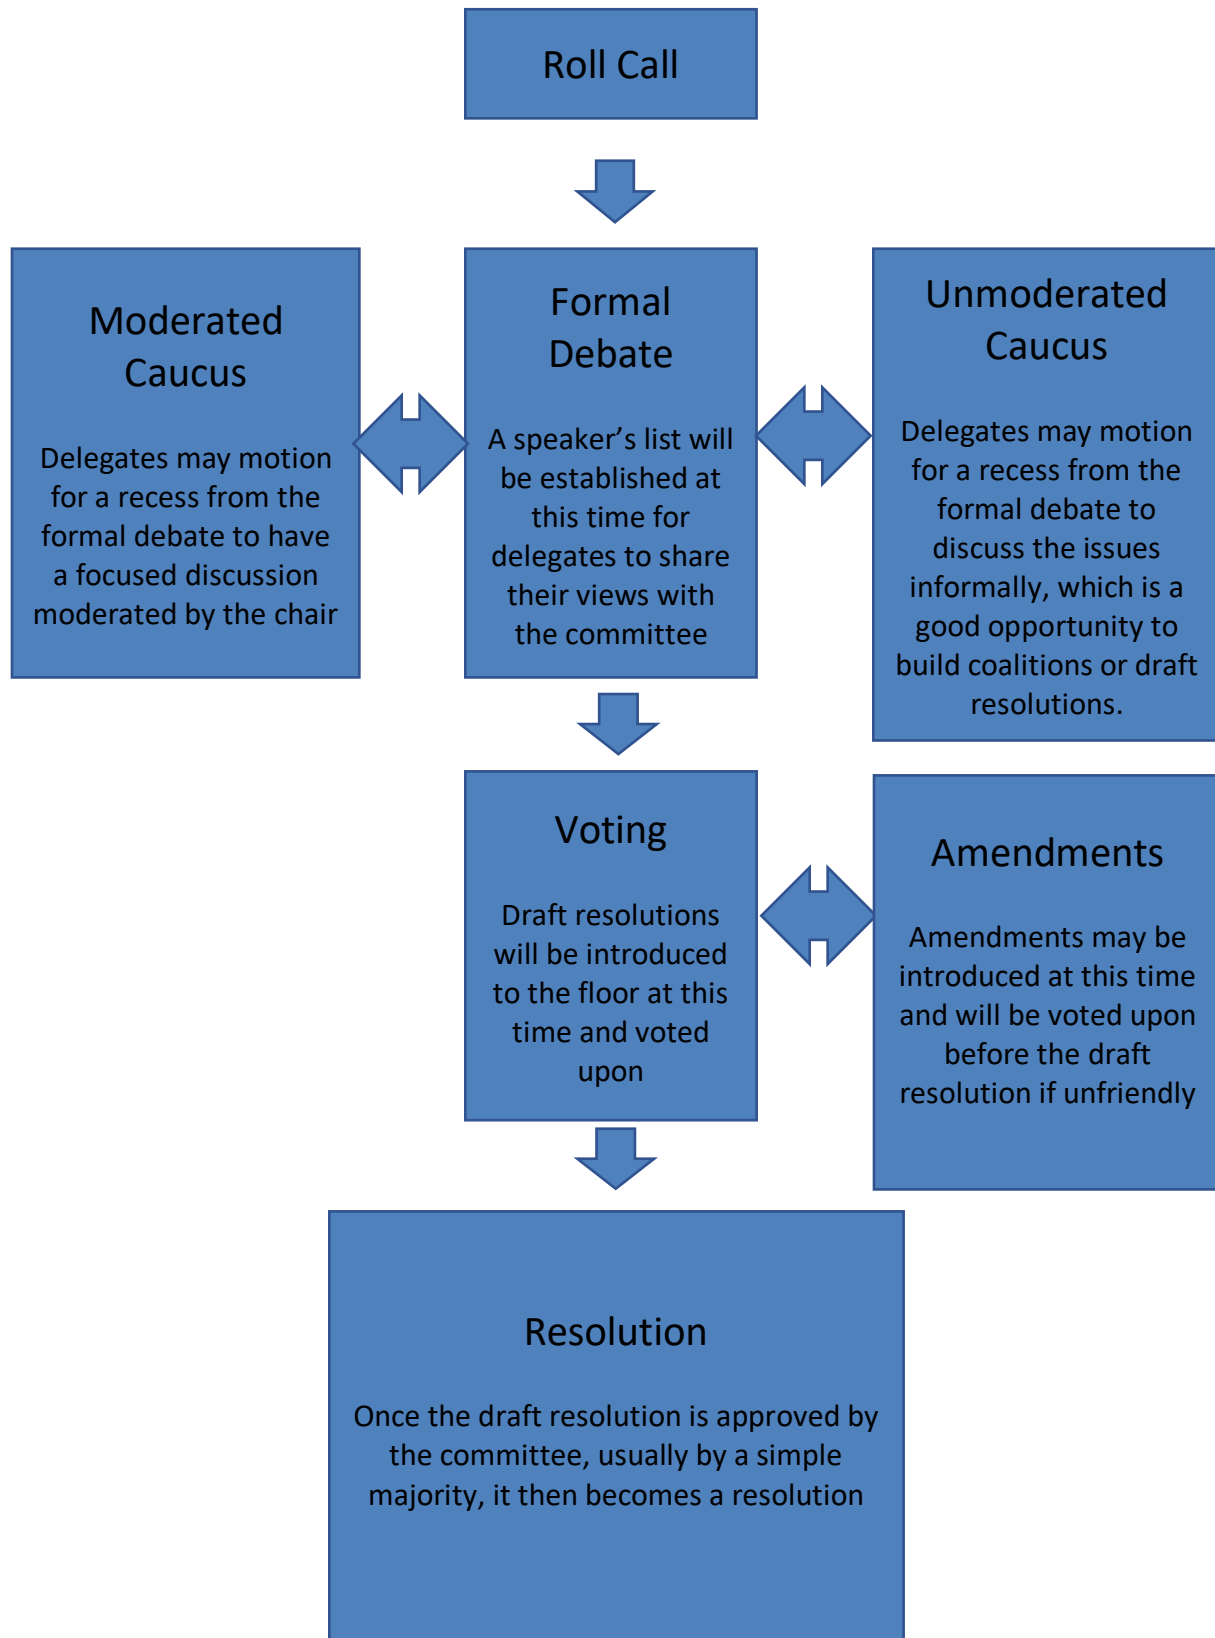 Roll Call
Moderated
Caucus
Delegates may motion
for a recess from the
formal debate to have
a focused discussion
moderated by the chair
Formal
Debate
A speaker’s list will
be established at
this time for
delegates to share
their views with
the committee
Unmoderated
Caucus
Delegates may motion
for a recess from the
formal debate to
discuss the issues
informally, which is a
good opportunity to
build coalitions or draft
resolutions.
Voting
Draft resolutions
will be introduced
to the floor at this
time and voted
upon
Amendments
Amendments may be
introduced at this time
and will be voted upon
before the draft
resolution if unfriendly
Resolution
Once the draft resolution is approved by
the committee, usually by a simple
majority, it then becomes a resolution